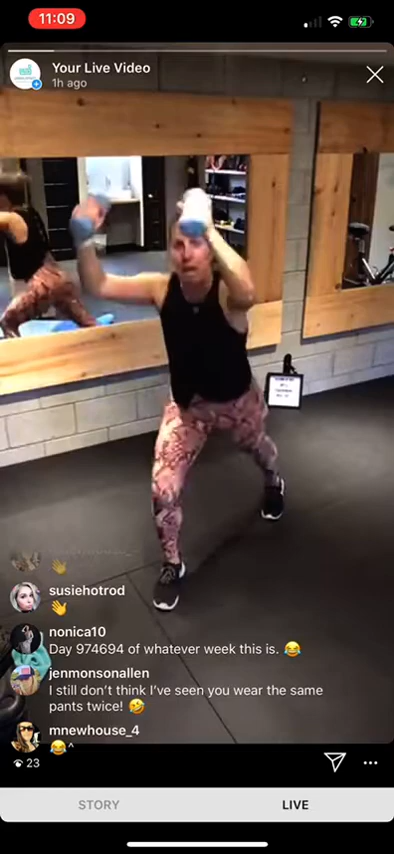 11:09
Your Live Video
1h ago
susiehotrod
👋
nonica10
Day 974694 of whatever week this is. 😂
jenmonsonallen
I still don't think I've seen you wear the same
pants twice! 🤣
mnewhouse_4
😂^
23
STORY
LIVE